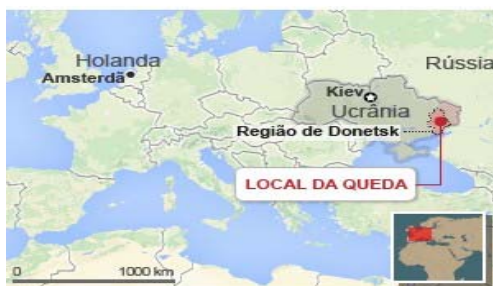 Holanda
Amsterdã
Rússia
Kiev
Ucrânia
Região de Donetsk
LOCAL DA QUEDA
0 1000 km